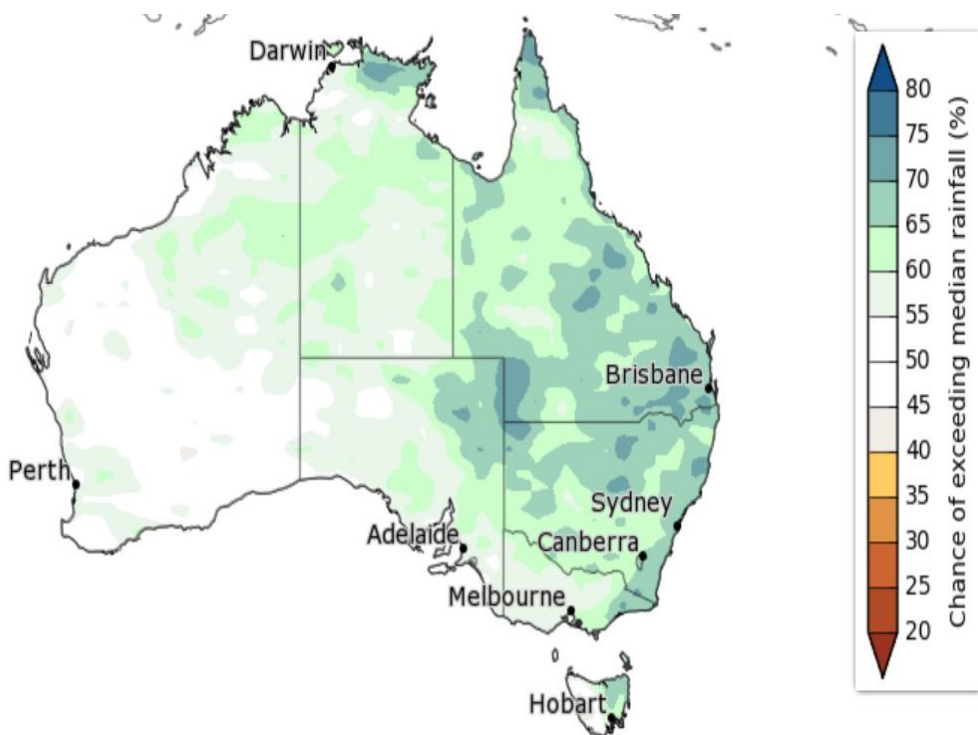 Darwin
Brisbane
Perth
Sydney
Adelaide
Canberra
Melbourne
Hobart
80
75
70
65
60
55
50
45
40
35
30
25
20
Chance of exceeding median rainfall (%)